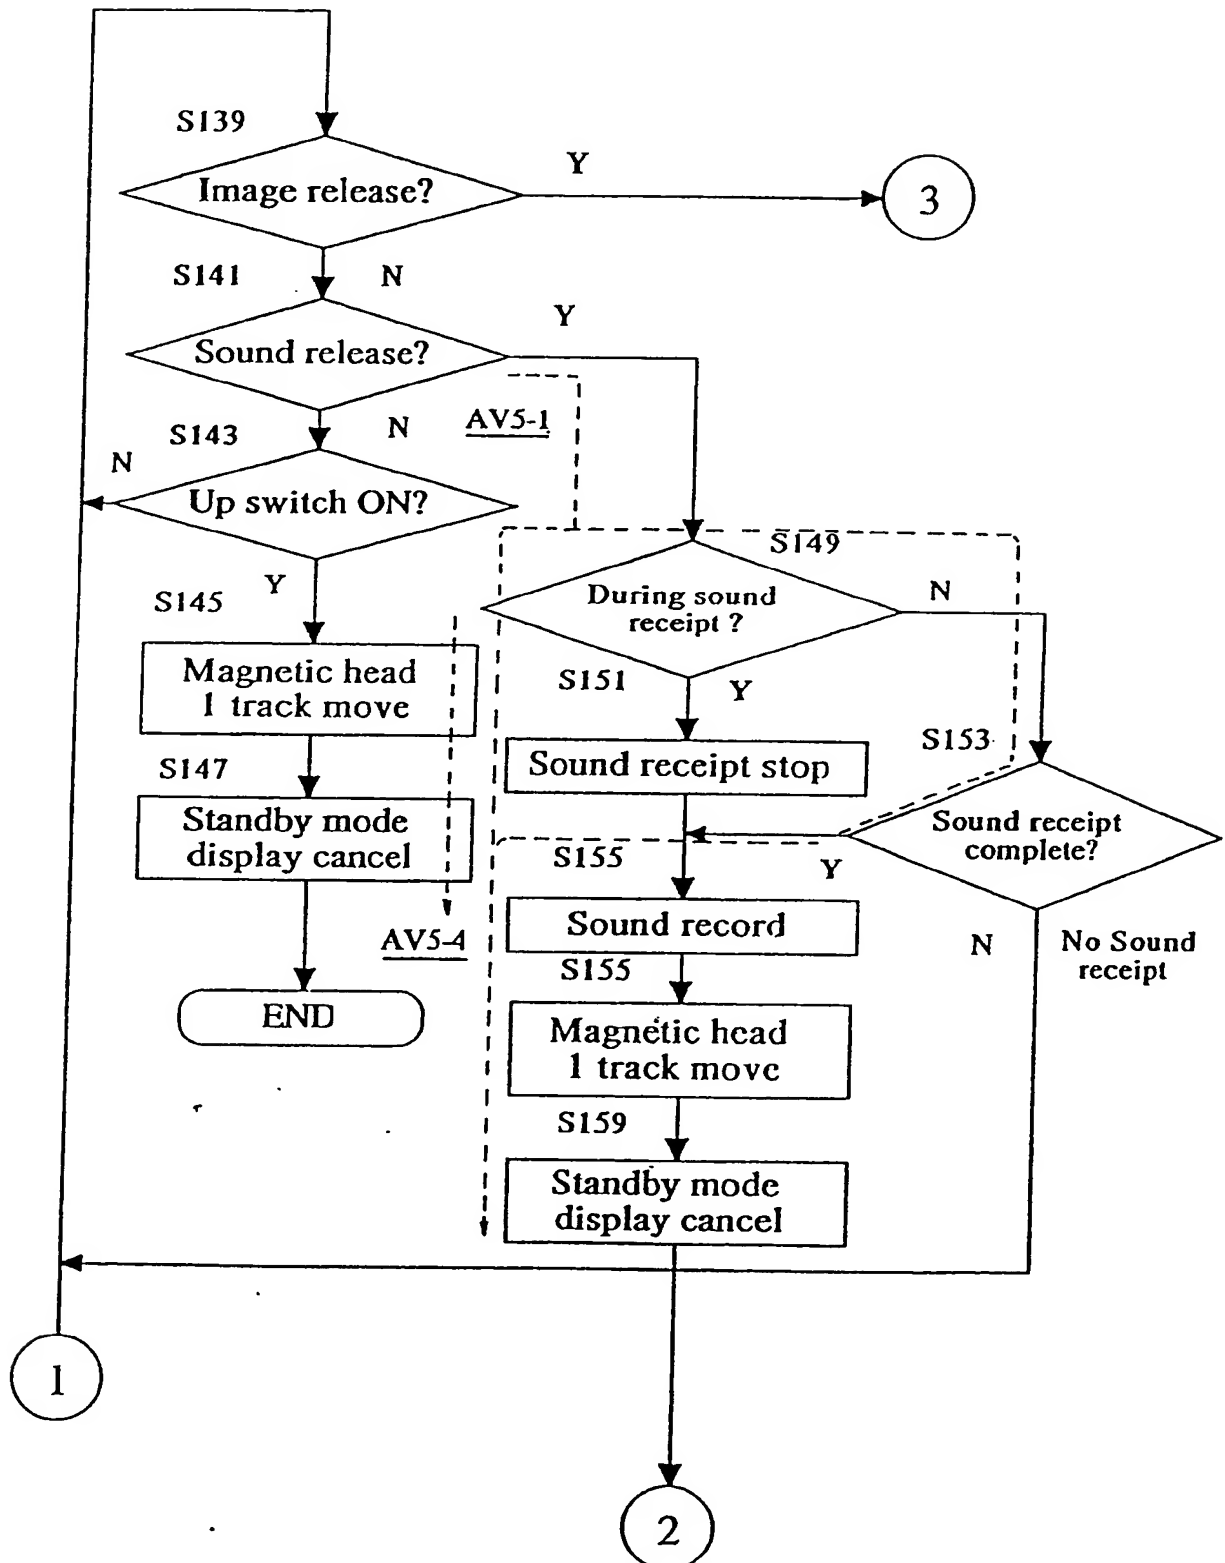 S139
Y
Image release?
3
S141
N
Y
Sound release?
AV5-1
S143
N
N
Up switch ON?
S149
Y
S145
During sound
receipt ?
N
Magnetic head
1 track move
S151
Y
S153
S147
Sound receipt stop
Standby mode
display cancel
Sound receipt
complete?
S155
Y
Sound record
AV5-4
N
No Sound
receipt
S155
END
Magnetic head
1 track move
S159
Standby mode
display cancel
1
2